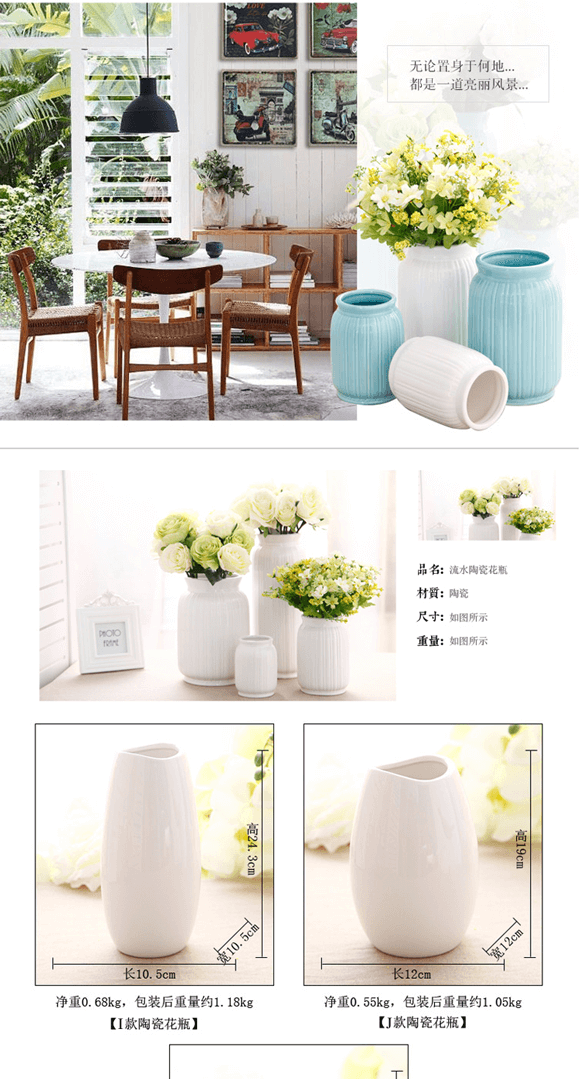 无论置身于何地...
都是一道亮丽风景...
PHOTO
品名: 流水陶瓷花瓶
材質: 陶瓷
尺寸: 如图所示
重量: 如图所示
高24.3cm
宽10.5cm
长10.5cm
高19cm
宽12cm
长12cm
净重0.68kg，包装后重量约1.18kg
【I款陶瓷花瓶】
净重0.55kg，包装后重量约1.05kg
【J款陶瓷花瓶】